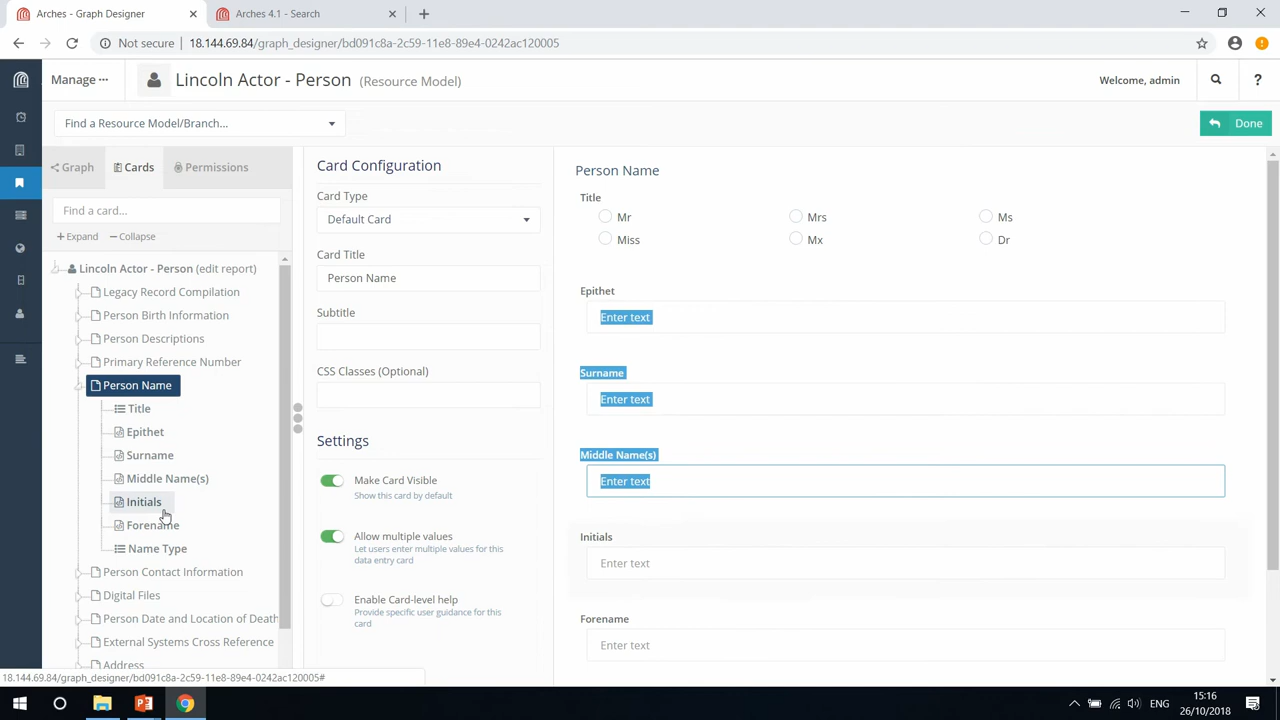 Arches - Graph Designer
Arches 4.1 - Search
Not secure
18.144.69.84/graph_designer/bd091c8a-2c59-11e8-89e4-0242ac120005
Manage
Lincoln Actor - Person (Resource Model)
Welcome, admin
?
Find a Resource Model/Branch...
Done
Graph
Cards
Permissions
Find a card...
Expand
Collapse
Lincoln Actor - Person (edit report)
Legacy Record Compilation
Person Birth Information
Person Descriptions
Primary Reference Number
Person Name
Title
Epithet
Surname
Middle Name(s)
Initials
Forename
Name Type
Person Contact Information
Digital Files
Person Date and Location of Death
External Systems Cross Reference
Address
18.144.69.84/graph_designer/bd091c8a-2c59-11e8-89e4-0242ac120005#
Card Configuration
Card Type
Default Card
Card Title
Person Name
Subtitle
CSS Classes (Optional)
Settings
Make Card Visible
Show this card by default
Allow multiple values
Let users enter multiple values for this
data entry card
Enable Card-level help
Provide specific user guidance for this
card
Person Name
Title
Mr
Mrs
Ms
Miss
Mx
Dr
Epithet
Enter text
Surname
Enter text
Middle Name(s)
Enter text
Initials
Enter text
Forename
Enter text
ENG
15:16
26/10/2018